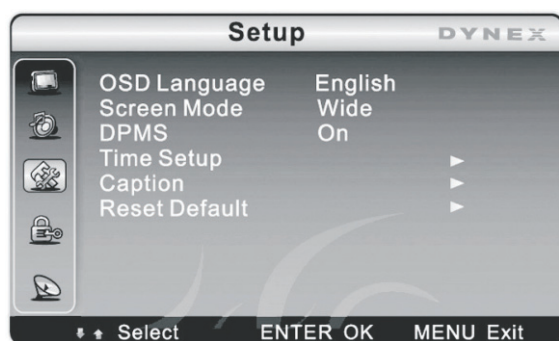 Setup DYNEX
OSD Language English
Screen Mode Wide
DPMS On
Time Setup
Caption
Reset Default
Select ENTER OK MENU Exit